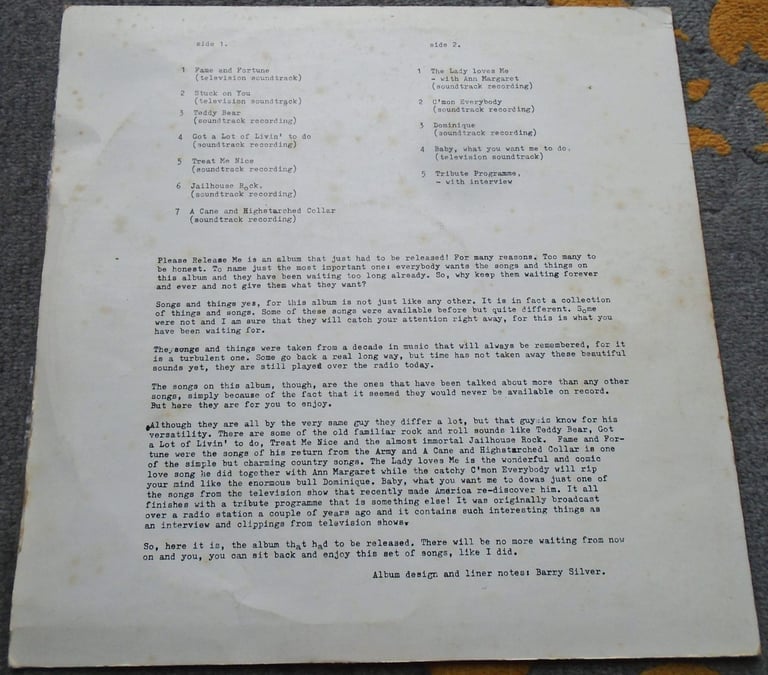 side 1.
1 Fame and Fortune
(television soundtrack)
2 Stuck on You
(television soundtrack)
3 Teddy Bear
(soundtrack recording)
4 Got a Lot of Livin' to do
(soundtrack recording)
5 Treat Me Nice
(soundtrack recording)
6 Jailhouse Rock.
(soundtrack recording)
7 A Cane and Highstarched Collar
(soundtrack recording)
side 2.
1 The Lady loves Me
- with Ann Margaret
(soundtrack recording)
2 C'mon Everybody
(soundtrack recording)
3 Dominique
(soundtrack recording)
4 Baby, what you want me to do.
(television soundtrack)
5 Tribute Programme,
- with interview
Please Release Me is an album that just had to be released! For many reasons. Too many to
be honest. To name just the most important one: everybody wants the songs and things on
this album and they have been waiting too long already. So, why keep them waiting forever
and ever and not give them what they want?
Songs and things yes, for this album is not just like any other. It is in fact a collection
of things and songs. Some of these songs were available before but quite different. Some
were not and I am sure that they will catch your attention right away, for this is what you
have been waiting for.
The songs and things were taken from a decade in music that will always be remembered, for it
is a turbulent one. Some go back a real long way, but time has not taken away these beautiful
sounds yet, they are still played over the radio today.
The songs on this album, though, are the ones that have been talked about more than any other
songs, simply because of the fact that it seemed they would never be available on record.
But here they are for you to enjoy.
Although they are all by the very same guy they differ a lot, but that guy is know for his
versatility. There are some of the old familiar rock and roll sounds like Teddy Bear, Got
a Lot of Livin' to do, Treat Me Nice and the almost immortal Jailhouse Rock. Fame and For-
tune were the songs of his return from the Army and A Cane and Highstarched Collar is one
of the simple but charming country songs. The Lady loves Me is the wonderful and comic
love song he did together with Ann Margaret while the catchy C'mon Everybody will rip
your mind like the enormous bull Dominique. Baby, what you want me to dowas just one of
the songs from the television show that recently made America re-discover him. It all
finishes with a tribute programme that is something else! It was originally broadcast
over a radio station a couple of years ago and it contains such interesting things as
an interview and clippings from television shows.
So, here it is, the album that had to be released. There will be no more waiting from now
on and you, you can sit back and enjoy this set of songs, like I did.
Album design and liner notes: Barry Silver.